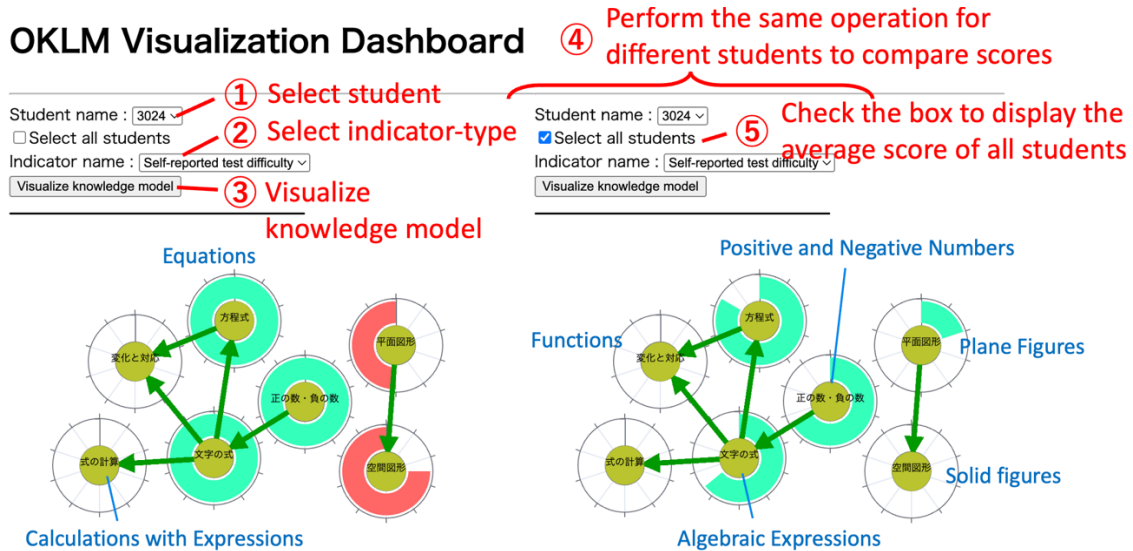 OKLM Visualization Dashboard
④ Perform the same operation for
different students to compare scores
Student name : 3024
① Select student
Select all students
② Select indicator-type
Indicator name : Self-reported test difficulty
Visualize knowledge model
③ Visualize
knowledge model
Student name : 3024
Select all students
⑤ Check the box to display the
average score of all students
Indicator name : Self-reported test difficulty
Visualize knowledge model
Equations
方程式
変化と対応
平面図形
正の数・負の数
文字の式
式の計算
空間図形
Calculations with Expressions
Positive and Negative Numbers
方程式
Functions
変化と対応
平面図形
Plane Figures
正の数・負の数
文字の式
式の計算
空間図形
Solid figures
Algebraic Expressions